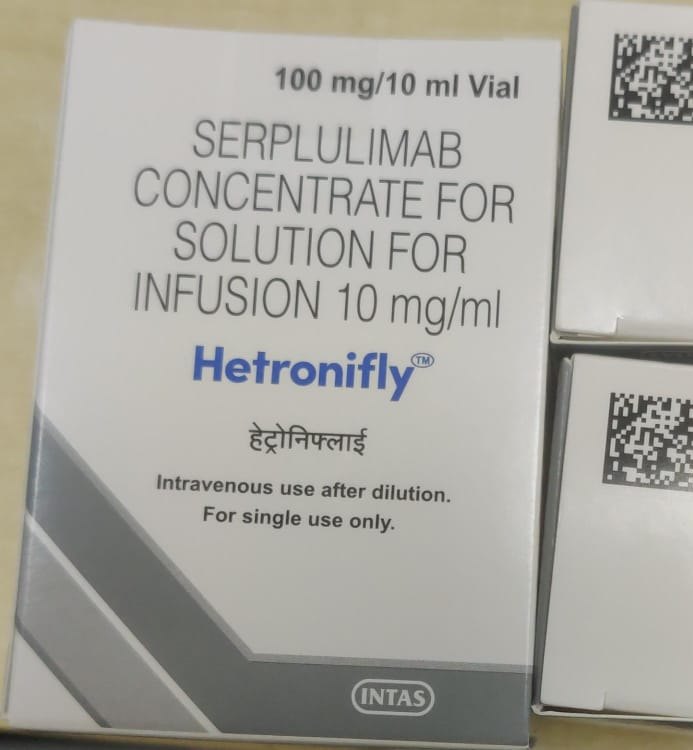 100 mg/10 ml Vial
SERPLULIMAB
CONCENTRATE FOR
SOLUTION FOR
INFUSION 10 mg/ml
Hetronifly™
हेट्रोनिफ्लाई
Intravenous use after dilution.
For single use only.
INTAS